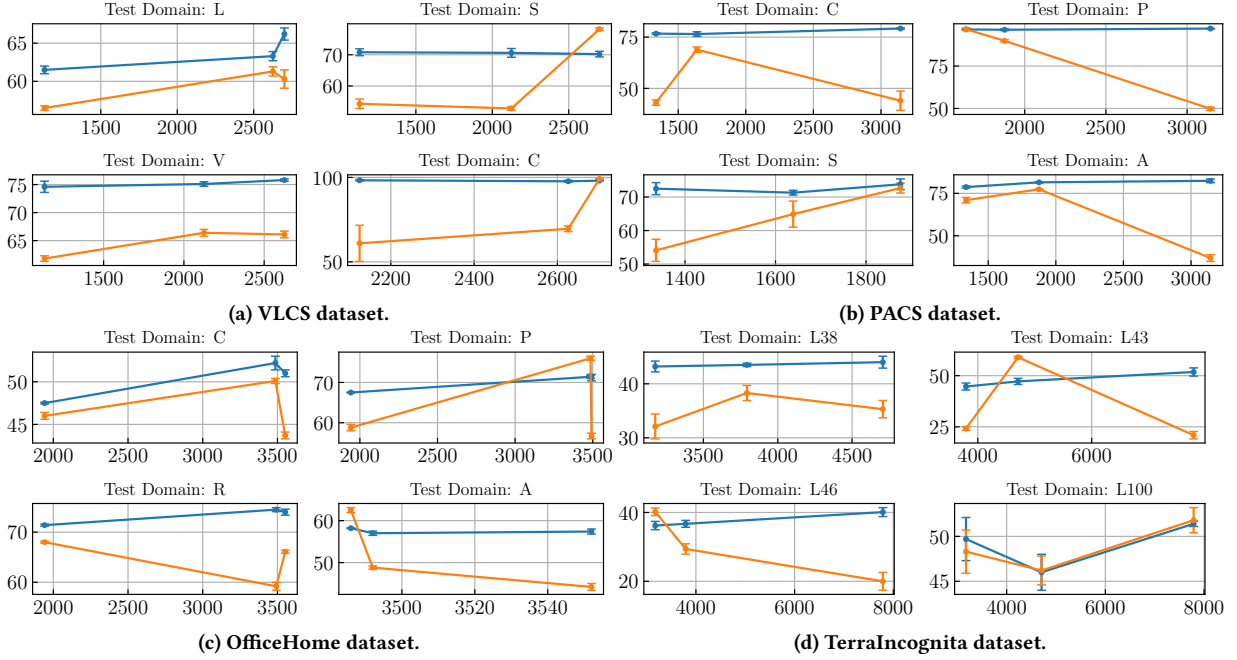 Test Domain: L
65
60
1500 2000 2500
Test Domain: S
70
60
1500 2000 2500
Test Domain: C
75
50
1500 2000 2500 3000
Test Domain: P
75
50
2000 2500 3000
Test Domain: V
75
70
65
1500 2000 2500
Test Domain: C
100
50
2200 2400 2600
Test Domain: S
70
60
50
1400 1600 1800
Test Domain: A
75
50
1500 2000 2500 3000
(a) VLCS dataset.
(b) PACS dataset.
Test Domain: C
50
45
2000 2500 3000 3500
Test Domain: P
70
60
2000 2500 3000 3500
Test Domain: L38
40
30
3500 4000 4500
Test Domain: L43
50
25
4000 6000
Test Domain: R
70
60
2000 2500 3000 3500
Test Domain: A
60
50
3500 3520 3540
Test Domain: L46
40
20
4000 6000 8000
Test Domain: L100
50
45
4000 6000 8000
(c) OfficeHome dataset.
(d) TerraIncognita dataset.